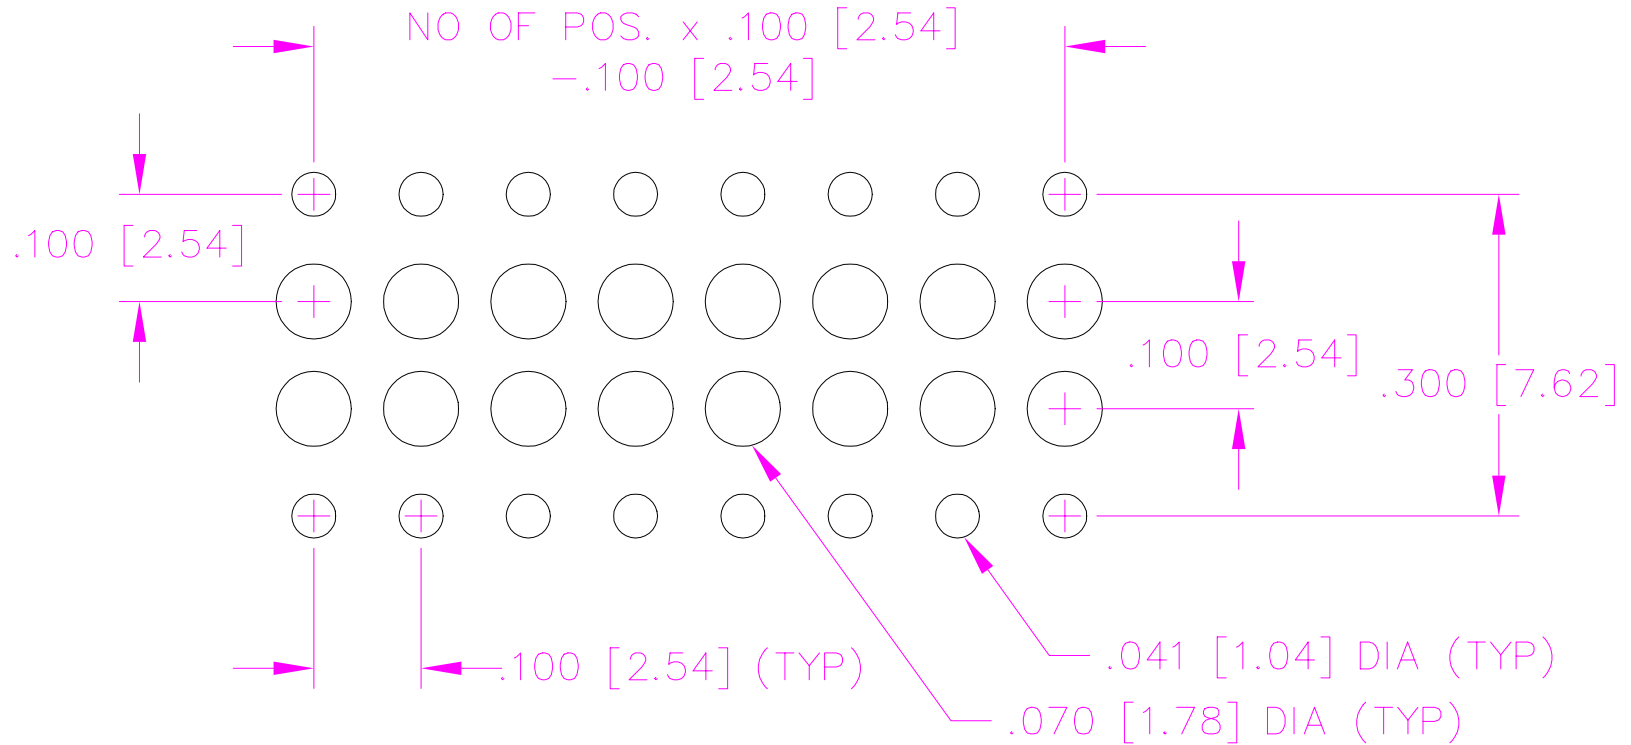 NO OF POS. x .100 [2.54]
-.100 [2.54]
.100 [2.54]
.100 [2.54]
.300 [7.62]
.100 [2.54] (TYP)
.041 [1.04] DIA (TYP)
.070 [1.78] DIA (TYP)